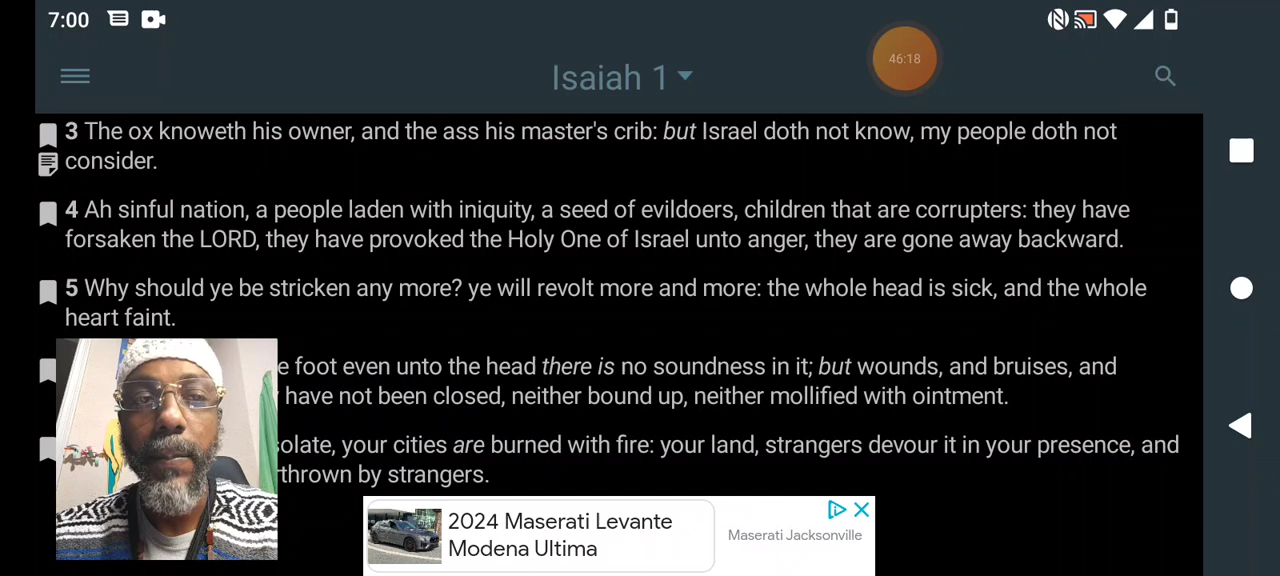 7:00
46:18
Isaiah 1
3 The ox knoweth his owner, and the ass his master's crib: but Israel doth not know, my people doth not
consider.
4 Ah sinful nation, a people laden with iniquity, a seed of evildoers, children that are corrupters: they have
forsaken the LORD, they have provoked the Holy One of Israel unto anger, they are gone away backward.
5 Why should ye be stricken any more? ye will revolt more and more: the whole head is sick, and the whole
heart faint.
e foot even unto the head there is no soundness in it; but wounds, and bruises, and
have not been closed, neither bound up, neither mollified with ointment.
solate, your cities are burned with fire: your land, strangers devour it in your presence, and
thrown by strangers.
2024 Maserati Levante
Modena Ultima
Maserati Jacksonville